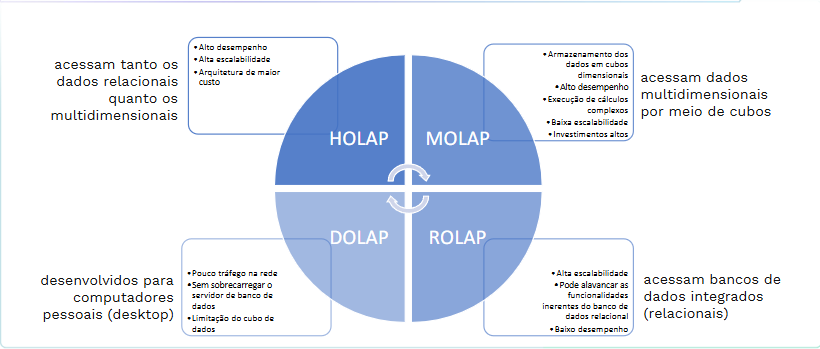 acessam tanto os
dados relacionais
quanto os
multidimensionais
•Alto desempenho
•Alta escalabilidade
•Arquitetura de maior
custo
HOLAP
MOLAP
•Armazenamento dos
dados em cubos
dimensionais
•Alto desempenho
•Execução de cálculos
complexos
•Baixa escalabilidade
•Investimentos altos
acessam dados
multidimensionais
por meio de cubos
desenvolvidos para
computadores
pessoais (desktop)
•Pouco tráfego na rede
•Sem sobrecarregar o
servidor de banco de
dados
•Limitação do cubo de
dados
DOLAP
ROLAP
•Alta escalabilidade
•Pode alavancar as
funcionalidades
inerentes do banco de
dados relacional
•Baixo desempenho
acessam bancos de
dados integrados
(relacionais)